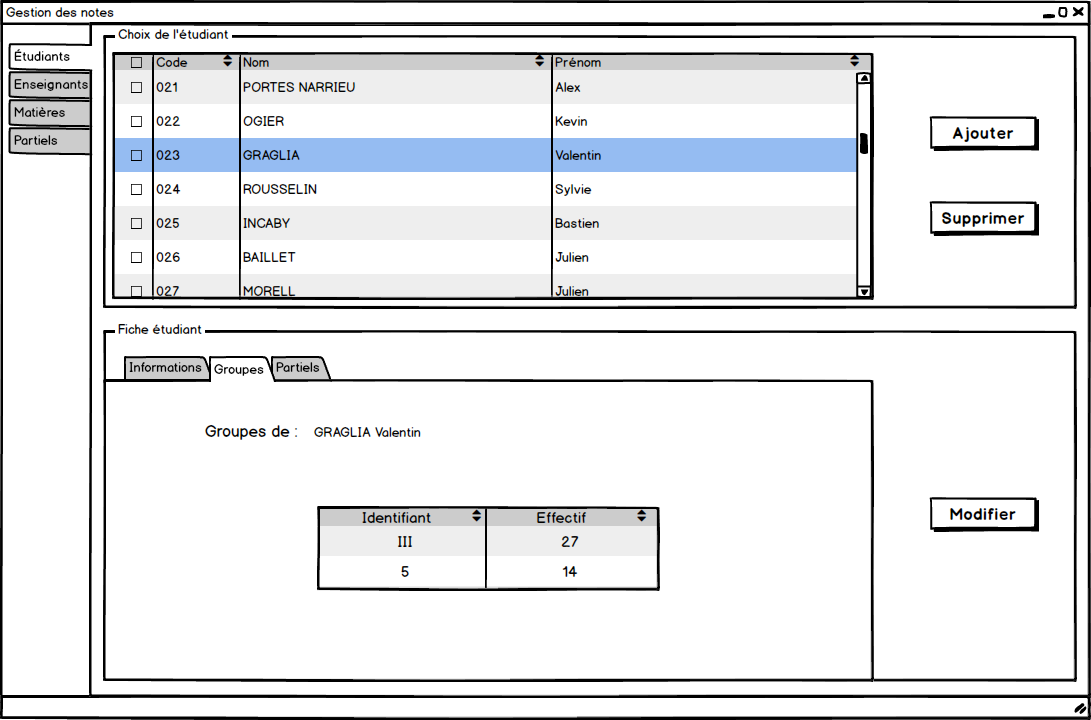 Gestion des notes
Étudiants
Enseignants
Matières
Partiels
Choix de l'étudiant
Code Nom Prénom
021 PORTES NARRIEU Alex
022 OGIER Kevin
023 GRAGLIA Valentin
024 ROUSSELIN Sylvie
025 INCABY Bastien
026 BAILLET Julien
027 MORELL Julien
Ajouter
Supprimer
Fiche étudiant
Informations Groupes Partiels
Groupes de : GRAGLIA Valentin
Identifiant Effectif
III 27
5 14
Modifier